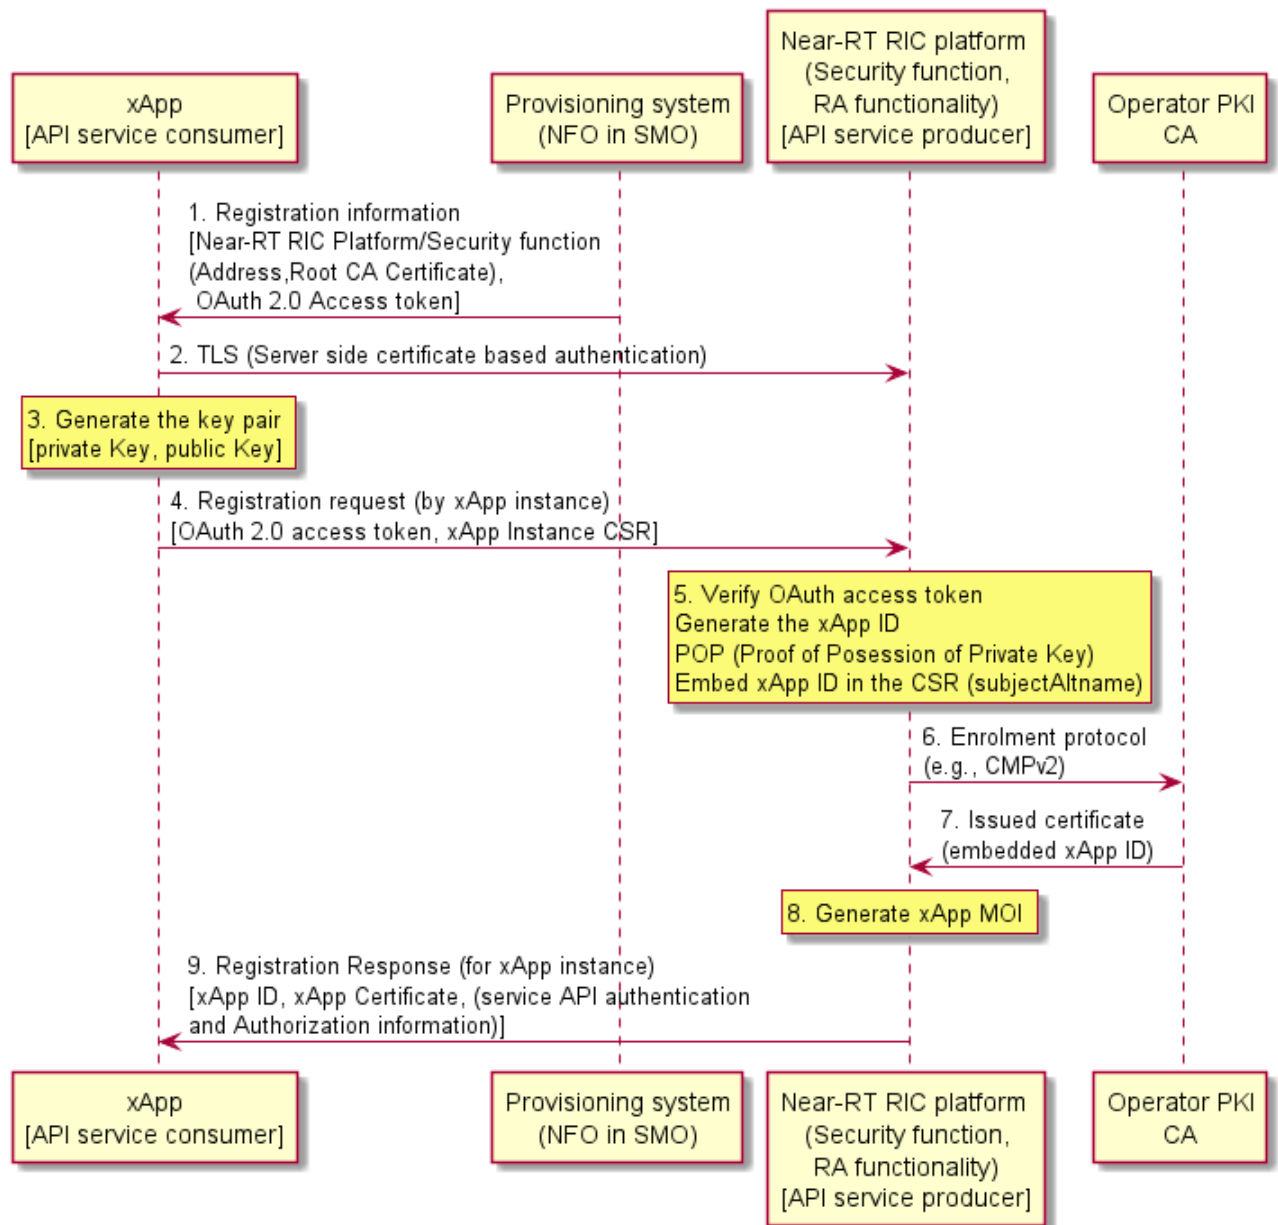 xApp
[API service consumer]
Provisioning system
(NFO in SMO)
Near-RT RIC platform
(Security function,
RA functionality)
[API service producer]
Operator PKI
CA
1. Registration information
[Near-RT RIC Platform/Security function
(Address,Root CA Certificate),
OAuth 2.0 Access token]
2. TLS (Server side certificate based authentication)
3. Generate the key pair
[private Key, public Key]
4. Registration request (by xApp instance)
[OAuth 2.0 access token, xApp Instance CSR]
5. Verify OAuth access token
Generate the xApp ID
POP (Proof of Posession of Private Key)
Embed xApp ID in the CSR (subjectAltname)
6. Enrolment protocol
(e.g., CMPv2)
7. Issued certificate
(embedded xApp ID)
8. Generate xApp MOI
9. Registration Response (for xApp instance)
[xApp ID, xApp Certificate, (service API authentication
and Authorization information)]
xApp
[API service consumer]
Provisioning system
(NFO in SMO)
Near-RT RIC platform
(Security function,
RA functionality)
[API service producer]
Operator PKI
CA